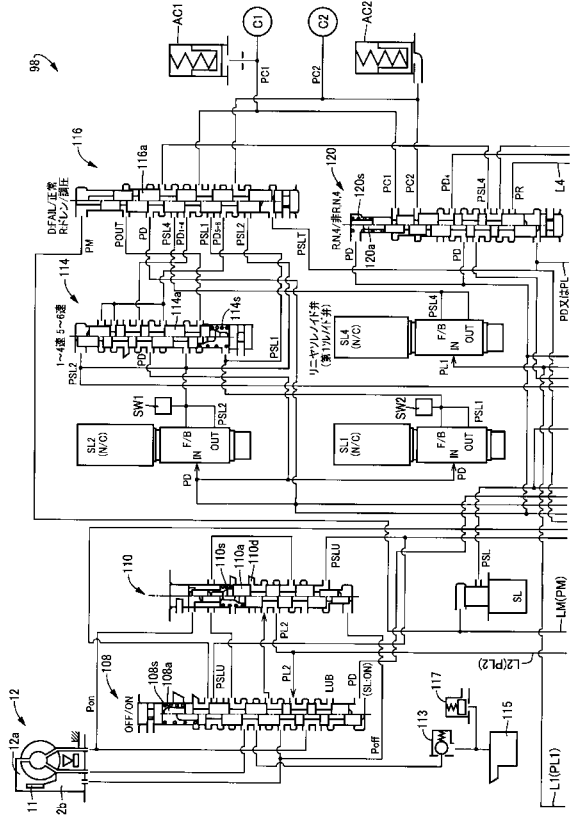 98
AC1
C1
C2
AC2
PC1
PC2
116
116a
D:FAIL/正常
R:ドレン/調圧
PM
POUT
PD
PSL4
PD1-4
PSL1
PD5-6
PSL2
PSLT
120
120s
120a
R,N,4/非R,N,4
PD
PC1
PC2
PD4
PSL4
PR
L4
PD
PD又はPL
114
1~4速 5~6速
PSL2
114a
PD
114s
PSL1
リニヤソレノイド弁
(第1ソレノイド弁)
SL4
(N/C)
F/B
IN
OUT
PSL4
PL1
SW1
SL2
(N/C)
F/B
IN
OUT
PSL2
PD
SW2
SL1
(N/C)
F/B
IN
OUT
PSL1
110
110s
110a
110d
PSLU
PL2
PSL
SL
LM(PM)
L2(PL2)
12
12a
11
2b
Pon
108
OFF/ON
108s
108a
PSLU
PL2
LUB
PD
(SL:ON)
Poff
113
117
115
L1(PL1)